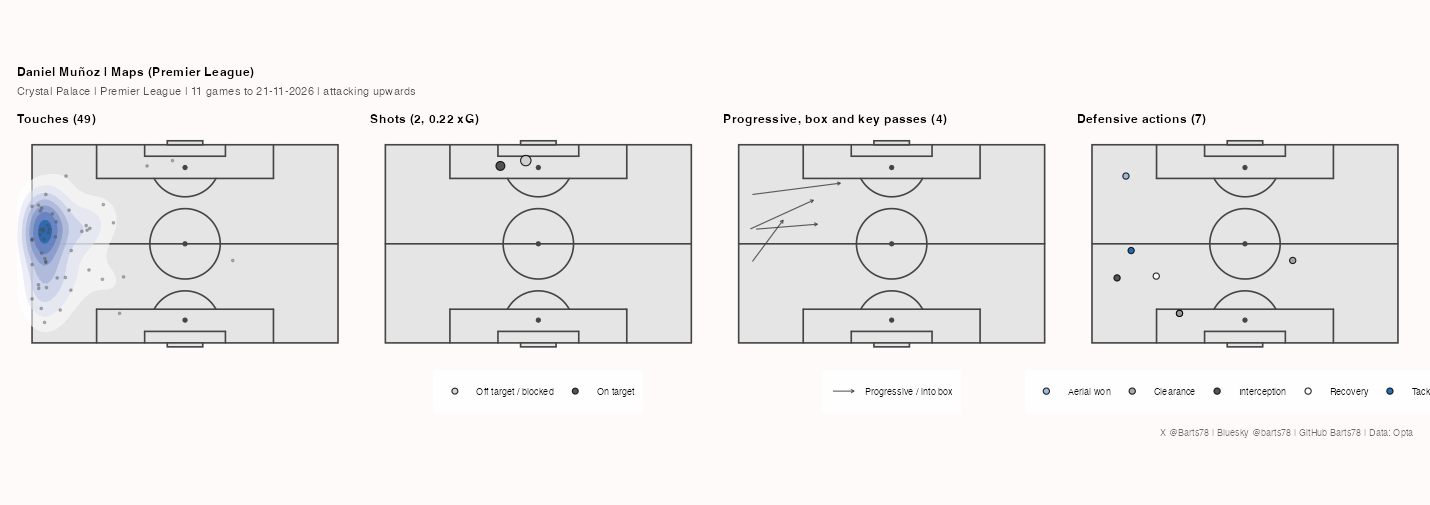 Daniel Muñoz | Maps (Premier League)
Crystal Palace | Premier League | 11 games to 21-11-2026 | attacking upwards
Touches (49)
Shots (2, 0.22 xG)
Progressive, box and key passes (4)
Defensive actions (7)
Off target / blocked
On target
Progressive / into box
Aerial won
Clearance
Interception
Recovery
Tack
X @Barts78 | Bluesky @barts78 | GitHub Barts78 | Data: Opta